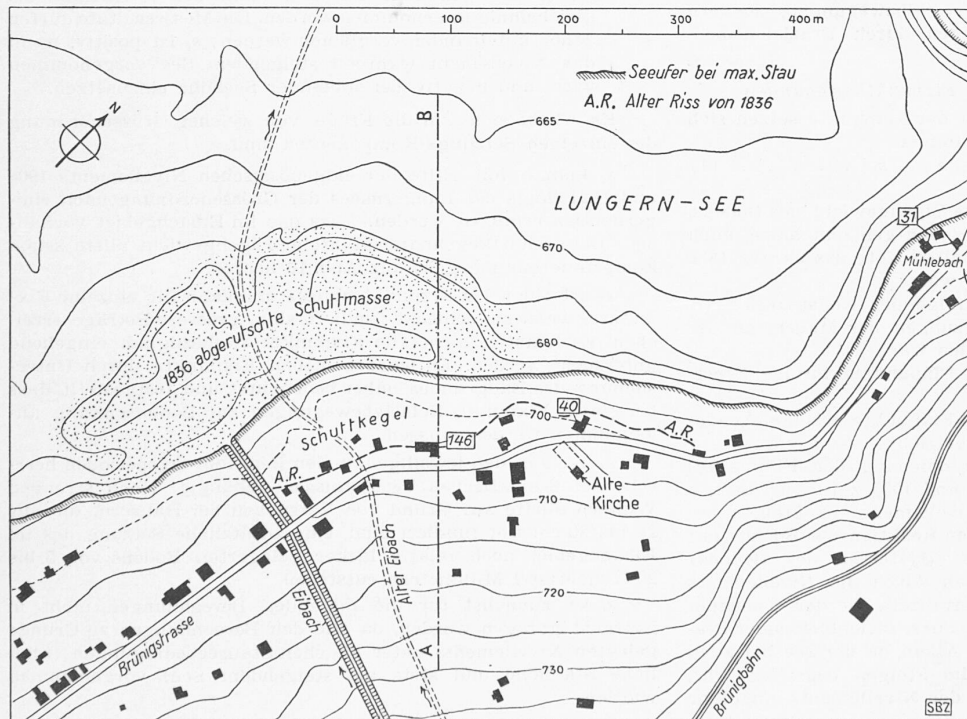 0 100 200 300 400 m
Seeufer bei max. Stau
A.R. Alter Riss von 1836
N
B
665
LUNGERN-SEE
31
Mühlebach
670
1836 abgerutschte Schuttmasse
680
Schuttkegel
700
40
A.R.
146
A.R.
Alte
Kirche
710
Eibach
Alter Eibach
720
Brünigstrasse
A
730
Brünigbahn
SBZ